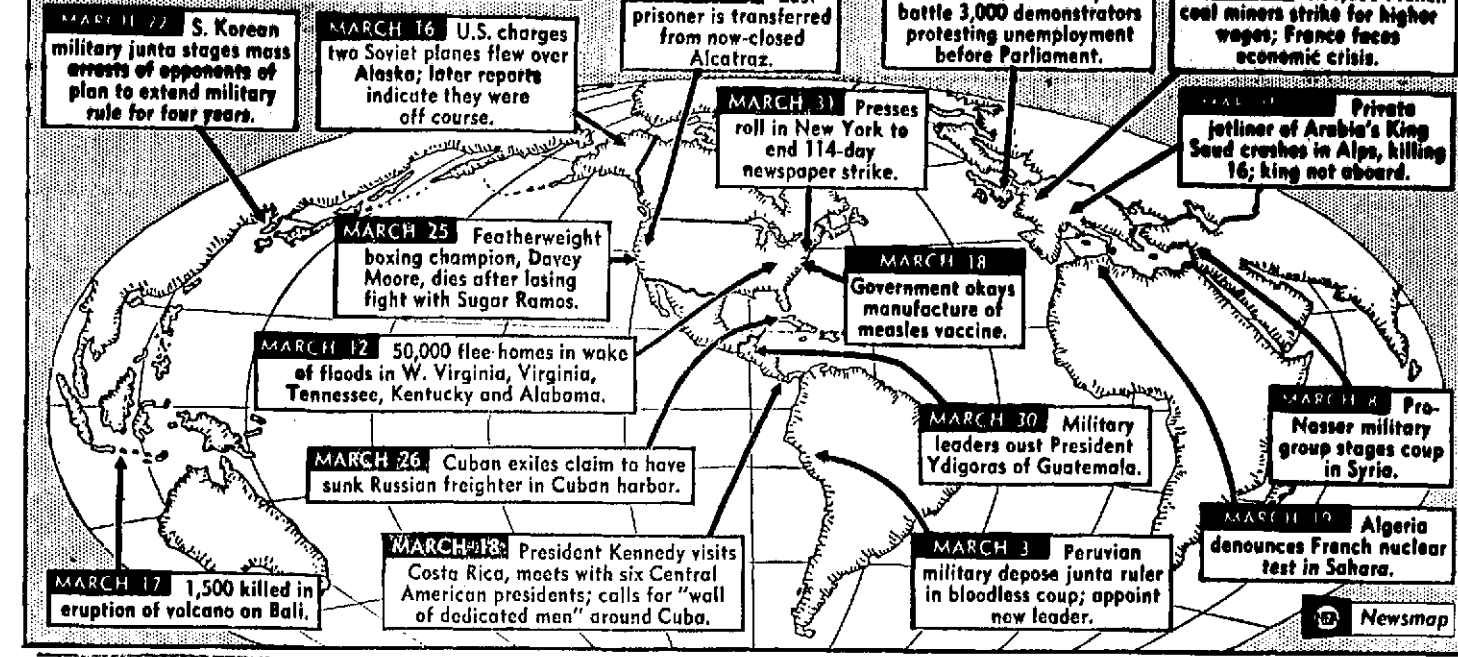 MARCH 22 S. Korean
military junta stages mass
arrests of opponents of
plan to extend military
rule for four years.
MARCH 16 U.S. charges
two Soviet planes flew over
Alaska; later reports
indicate they were
off course.
prisoner is transferred
from now-closed
Alcatraz.
battle 3,000 demonstrators
protesting unemployment
before Parliament.
coal miners strike for higher
wages; France faces
economic crisis.
MARCH 31 Presses
roll in New York to
end 114-day
newspaper strike.
Private
jetliner of Arabia's King
Saud crashes in Alps, killing
16; king not aboard.
MARCH 25 Featherweight
boxing champion, Davey
Moore, dies after losing
fight with Sugar Ramos.
MARCH 18
Government okays
manufacture of
measles vaccine.
MARCH 12 50,000 flee homes in wake
of floods in W. Virginia, Virginia,
Tennessee, Kentucky and Alabama.
MARCH 30 Military
leaders oust President
Ydigoras of Guatemala.
MARCH 8 Pro-
Nasser military
group stages coup
in Syria.
MARCH 26 Cuban exiles claim to have
sunk Russian freighter in Cuban harbor.
MARCH 19 Algeria
denounces French nuclear
test in Sahara.
MARCH 17 1,500 killed in
eruption of volcano on Bali.
MARCH 18 President Kennedy visits
Costa Rica, meets with six Central
American presidents; calls for "wall
of dedicated men" around Cuba.
MARCH 3 Peruvian
military depose junta ruler
in bloodless coup; appoint
new leader.
Newsmap